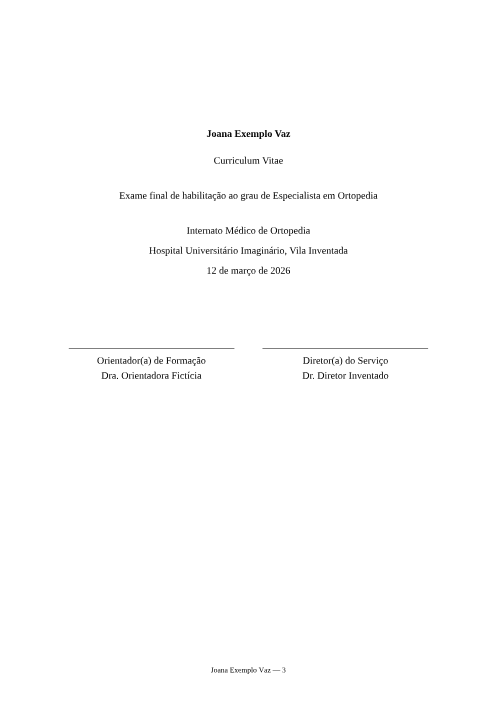 Joana Exemplo Vaz
Curriculum Vitae
Exame final de habilitação ao grau de Especialista em Ortopedia
Internato Médico de Ortopedia
Hospital Universitário Imaginário, Vila Inventada
12 de março de 2026
Orientador(a) de Formação
Dra. Orientadora Fictícia
Diretor(a) do Serviço
Dr. Diretor Inventado
Joana Exemplo Vaz — 3